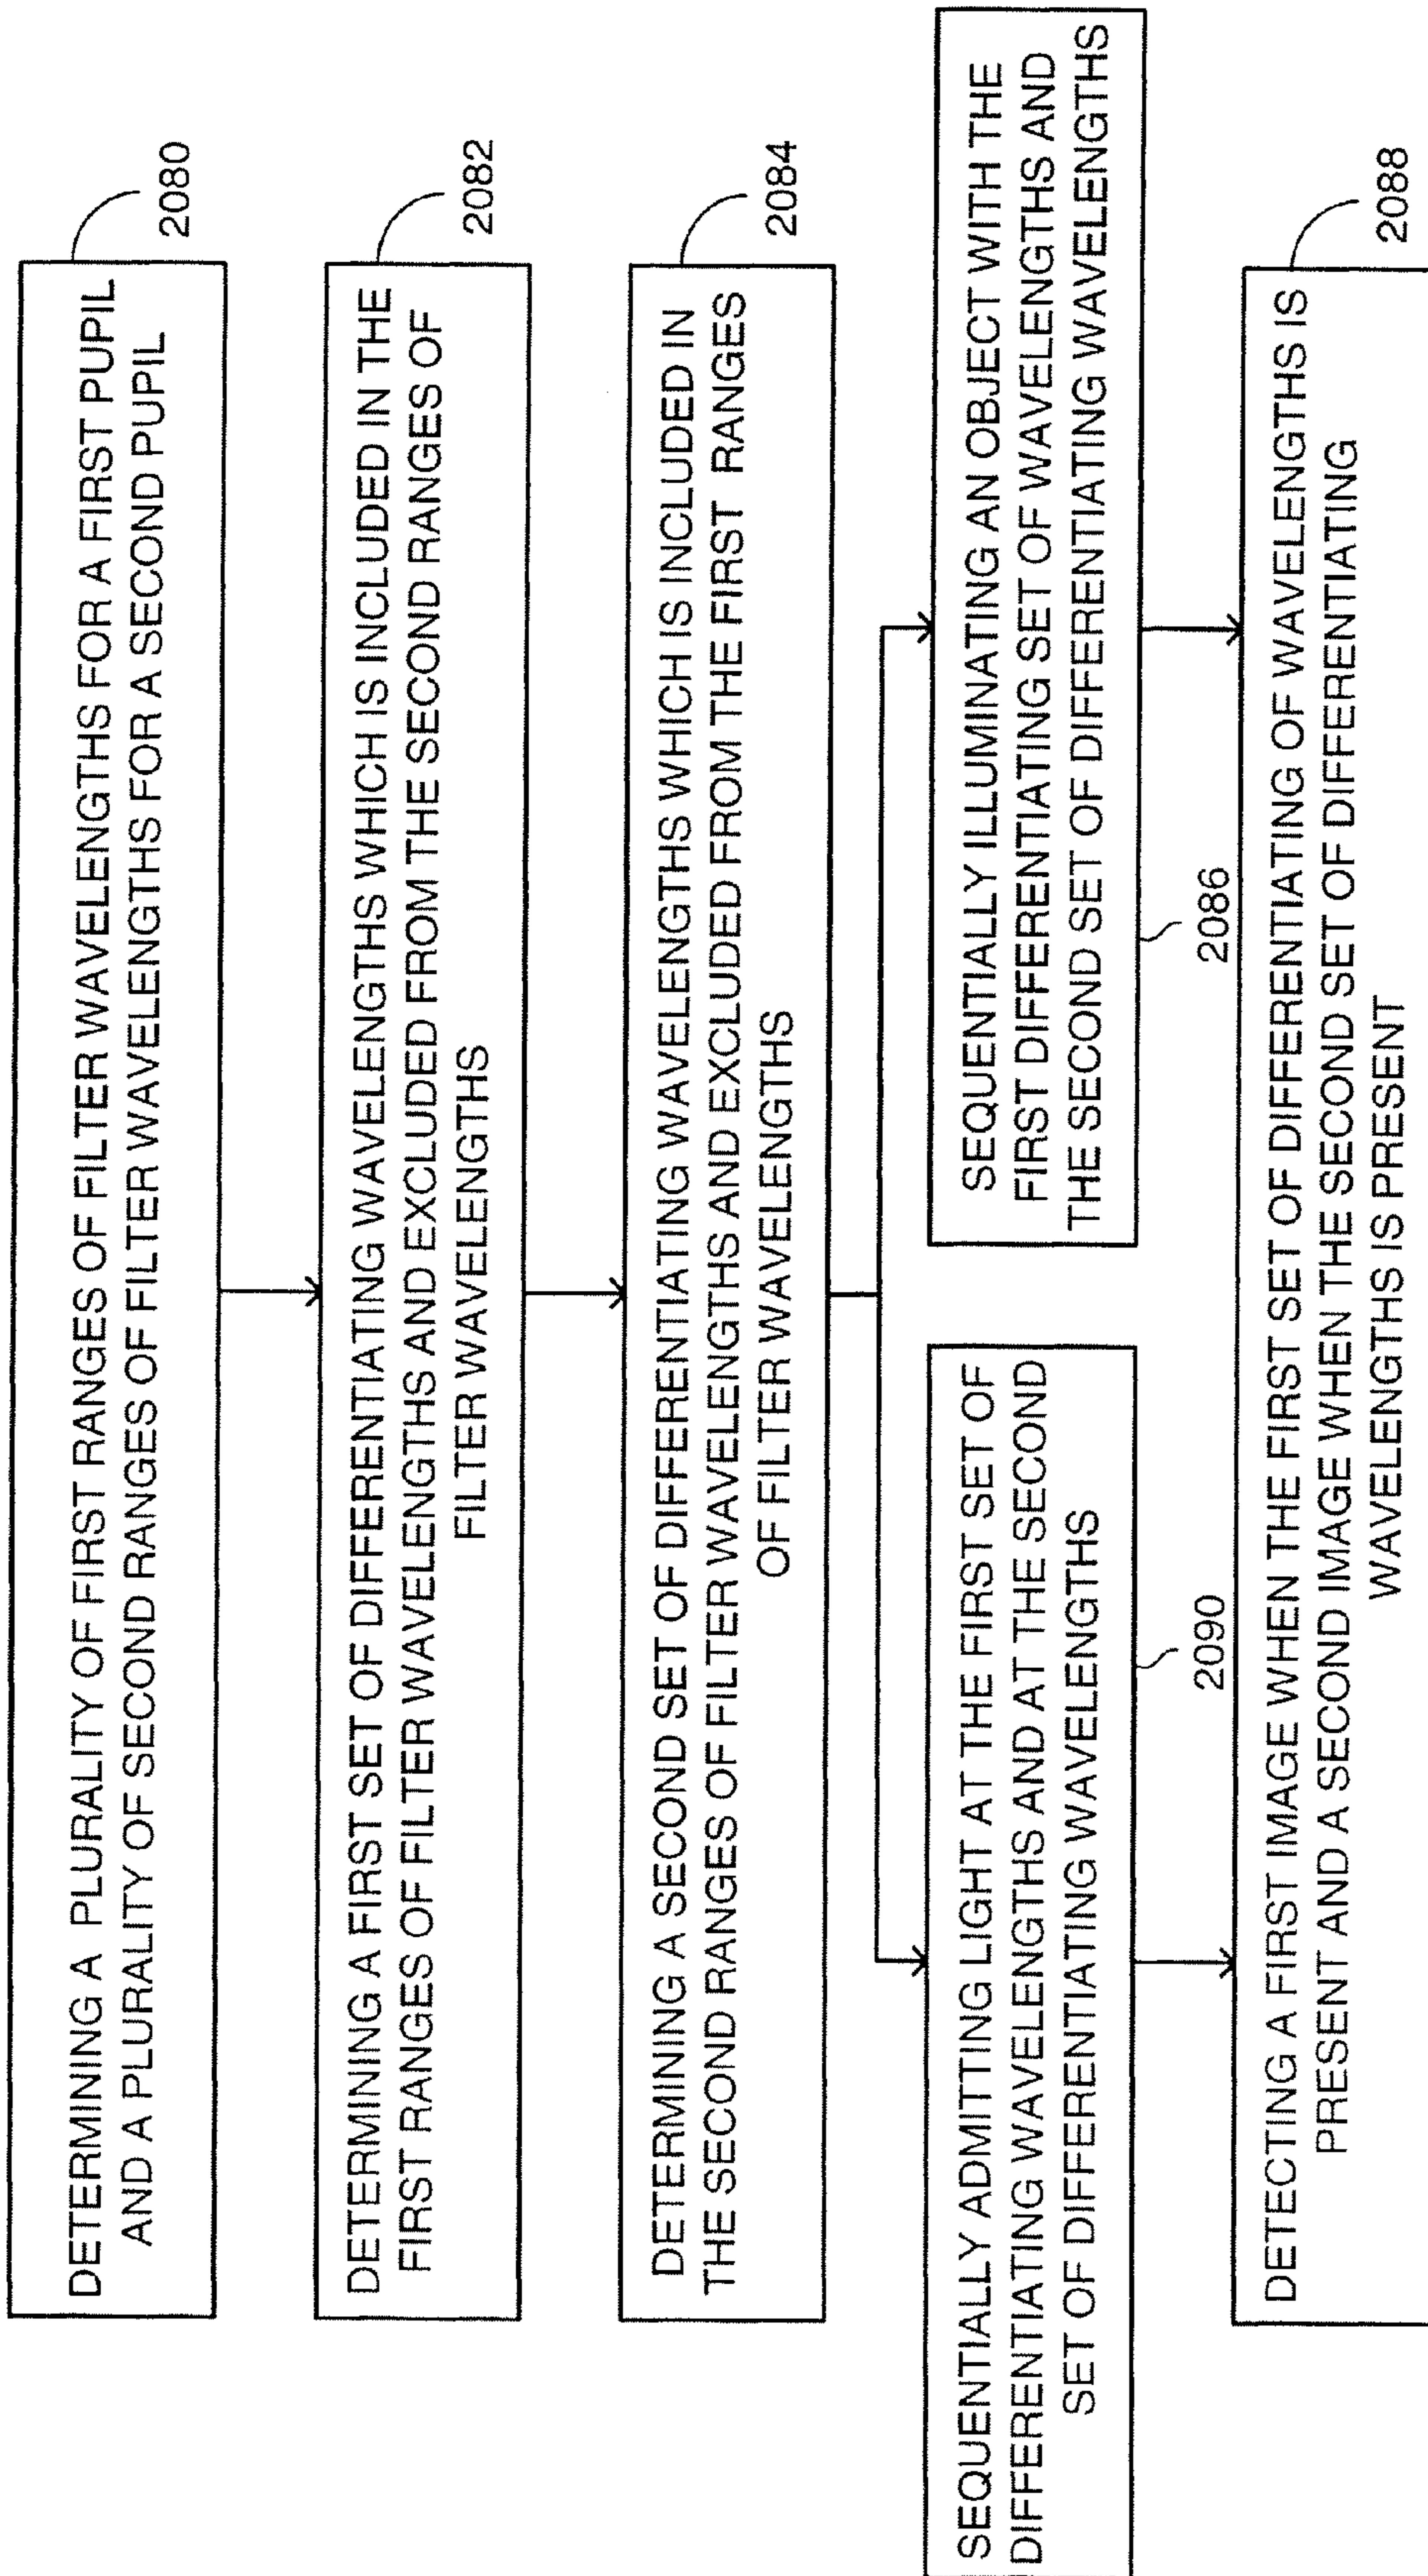 DETERMINING A PLURALITY OF FIRST RANGES OF FILTER WAVELENGTHS FOR A FIRST PUPIL
AND A PLURALITY OF SECOND RANGES OF FILTER WAVELENGTHS FOR A SECOND PUPIL
2080
DETERMINING A FIRST SET OF DIFFERENTIATING WAVELENGTHS WHICH IS INCLUDED IN THE
FIRST RANGES OF FILTER WAVELENGTHS AND EXCLUDED FROM THE SECOND RANGES OF
FILTER WAVELENGTHS
2082
DETERMINING A SECOND SET OF DIFFERENTIATING WAVELENGTHS WHICH IS INCLUDED IN
THE SECOND RANGES OF FILTER WAVELENGTHS AND EXCLUDED FROM THE FIRST RANGES
OF FILTER WAVELENGTHS
2084
SEQUENTIALLY ADMITTING LIGHT AT THE FIRST SET OF
DIFFERENTIATING WAVELENGTHS AND AT THE SECOND
SET OF DIFFERENTIATING WAVELENGTHS
2090
SEQUENTIALLY ILLUMINATING AN OBJECT WITH THE
FIRST DIFFERENTIATING SET OF WAVELENGTHS AND
THE SECOND SET OF DIFFERENTIATING WAVELENGTHS
2086
DETECTING A FIRST IMAGE WHEN THE FIRST SET OF DIFFERENTIATING OF WAVELENGTHS IS
PRESENT AND A SECOND IMAGE WHEN THE SECOND SET OF DIFFERENTIATING
WAVELENGTHS IS PRESENT
2088